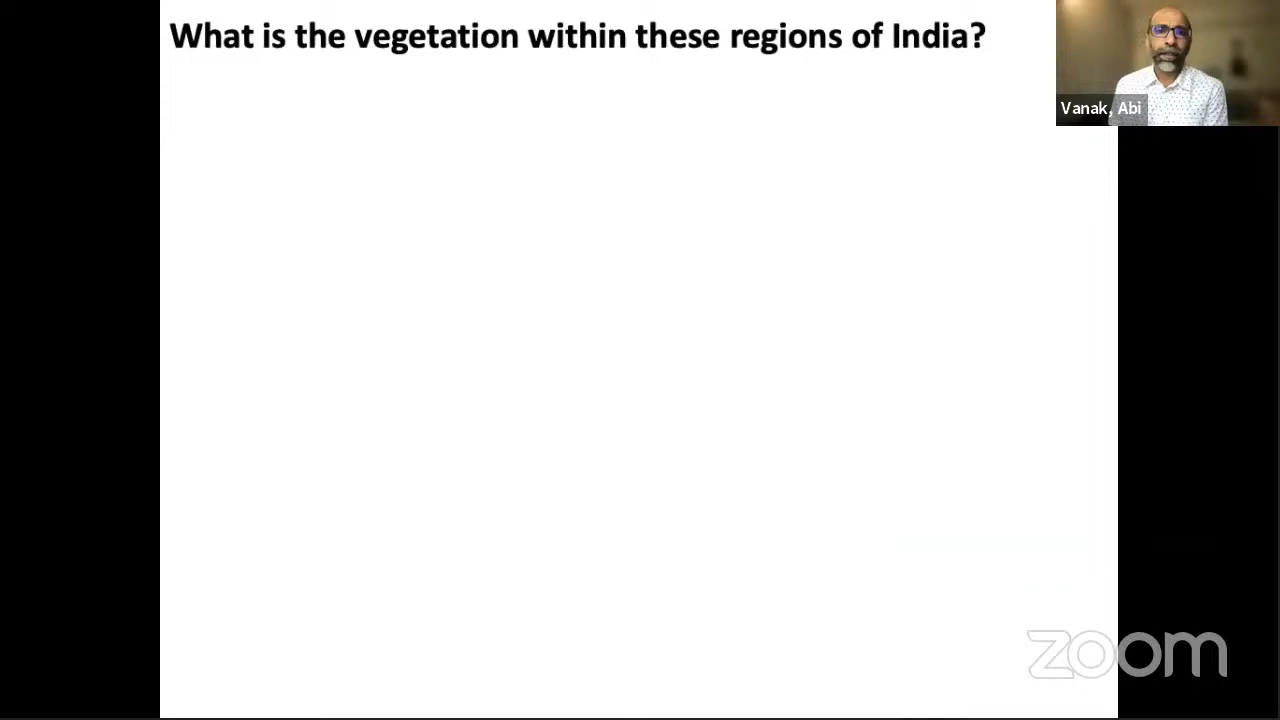 What is the vegetation within these regions of India?
Vanak, Abi
zoom